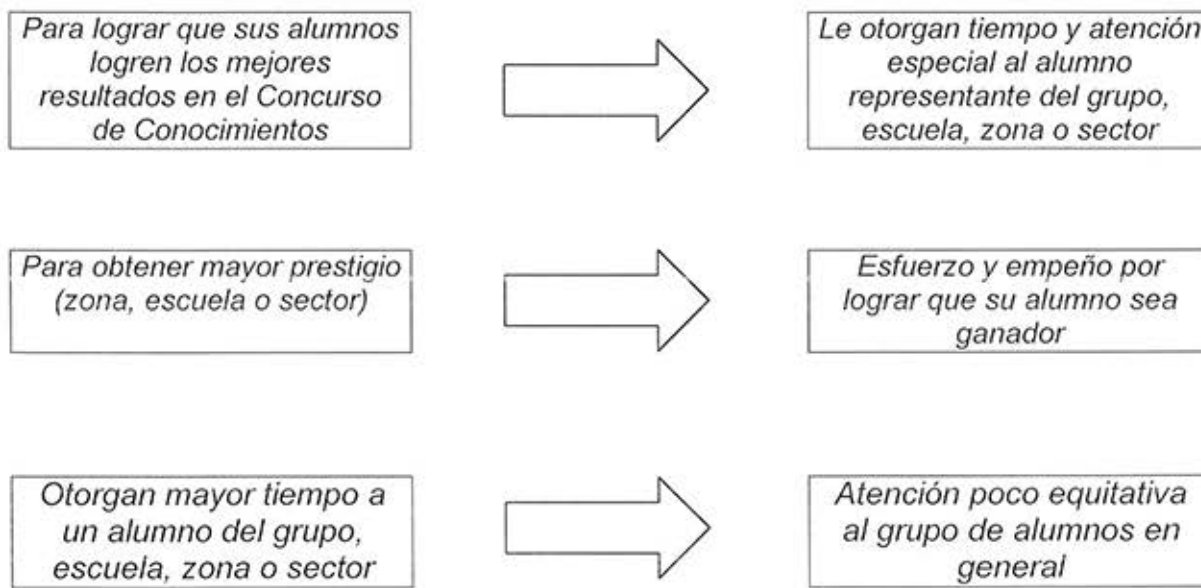 Para lograr que sus alumnos
logren los mejores
resultados en el Concurso
de Conocimientos
Le otorgan tiempo y atención
especial al alumno
representante del grupo,
escuela, zona o sector
Para obtener mayor prestigio
(zona, escuela o sector)
Esfuerzo y empeño por
lograr que su alumno sea
ganador
Otorgan mayor tiempo a
un alumno del grupo,
escuela, zona o sector
Atención poco equitativa
al grupo de alumnos en
general